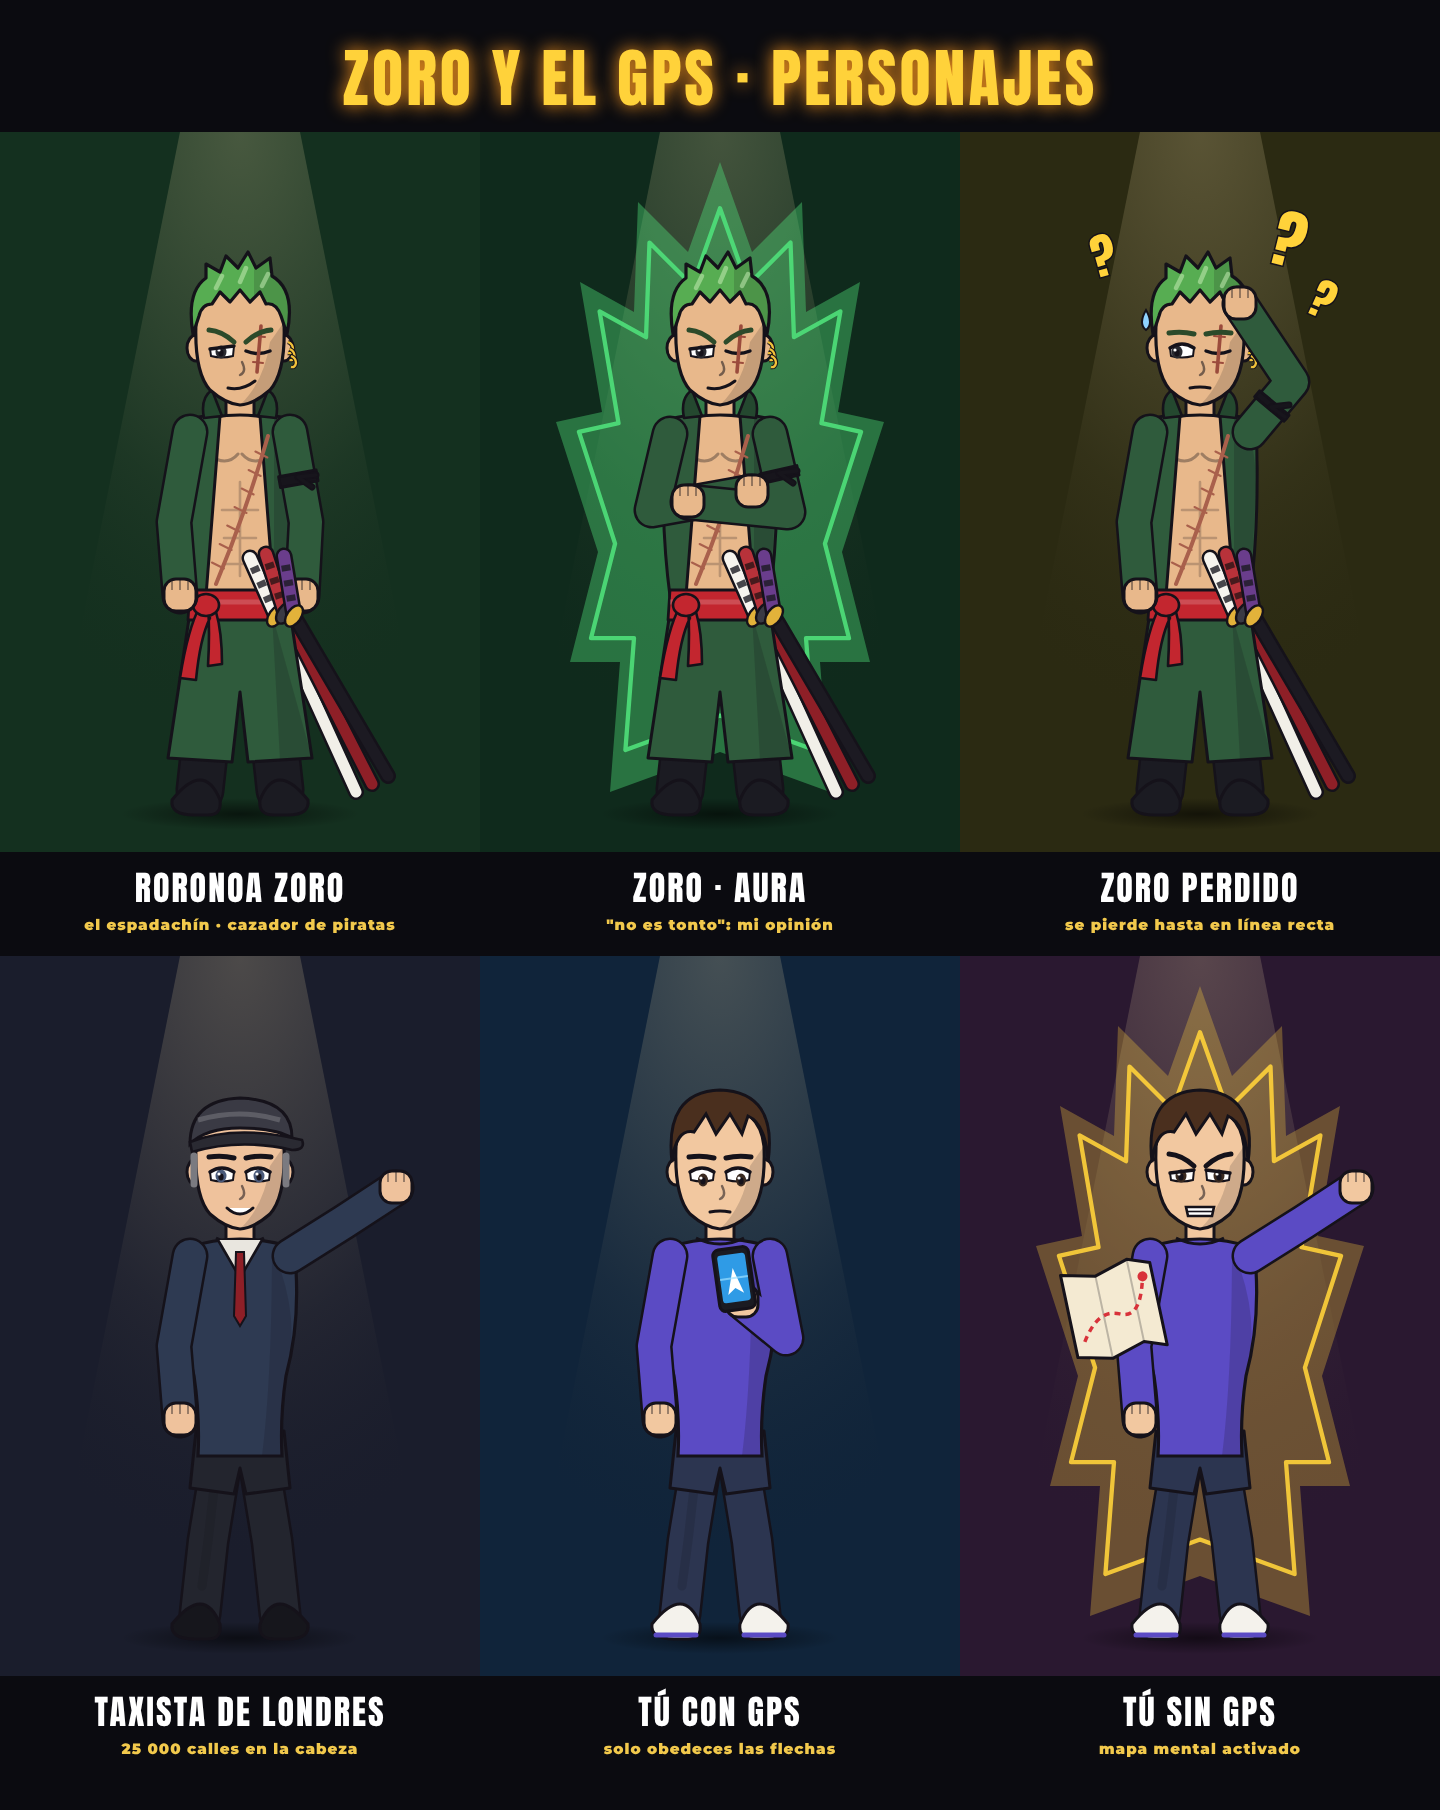 ZORO Y EL GPS · PERSONAJES
?
?
?
RORONOA ZORO
el espadachín · cazador de piratas
ZORO · AURA
"no es tonto": mi opinión
ZORO PERDIDO
se pierde hasta en línea recta
TAXISTA DE LONDRES
25 000 calles en la cabeza
TÚ CON GPS
solo obedeces las flechas
TÚ SIN GPS
mapa mental activado